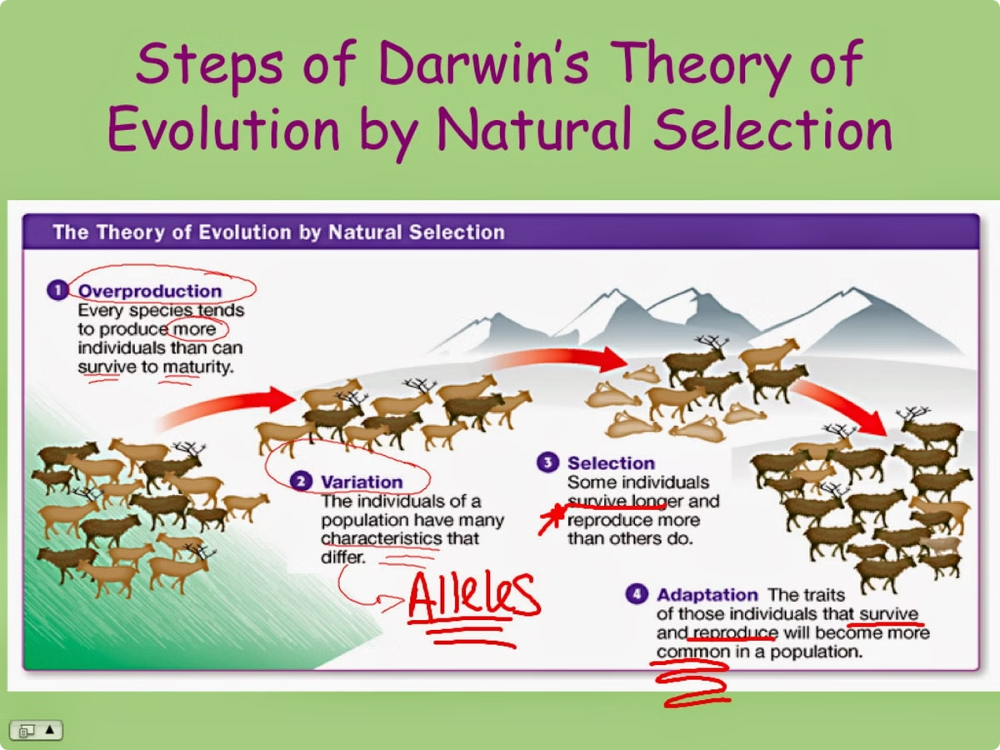 Steps of Darwin's Theory of
Evolution by Natural Selection
The Theory of Evolution by Natural Selection
1 Overproduction
Every species tends
to produce more
individuals than can
survive to maturity.
2 Variation
The individuals of a
population have many
characteristics that
differ.
Alleles
3 Selection
Some individuals
survive longer and
reproduce more
than others do.
4 Adaptation The traits
of those individuals that survive
and reproduce will become more
common in a population.